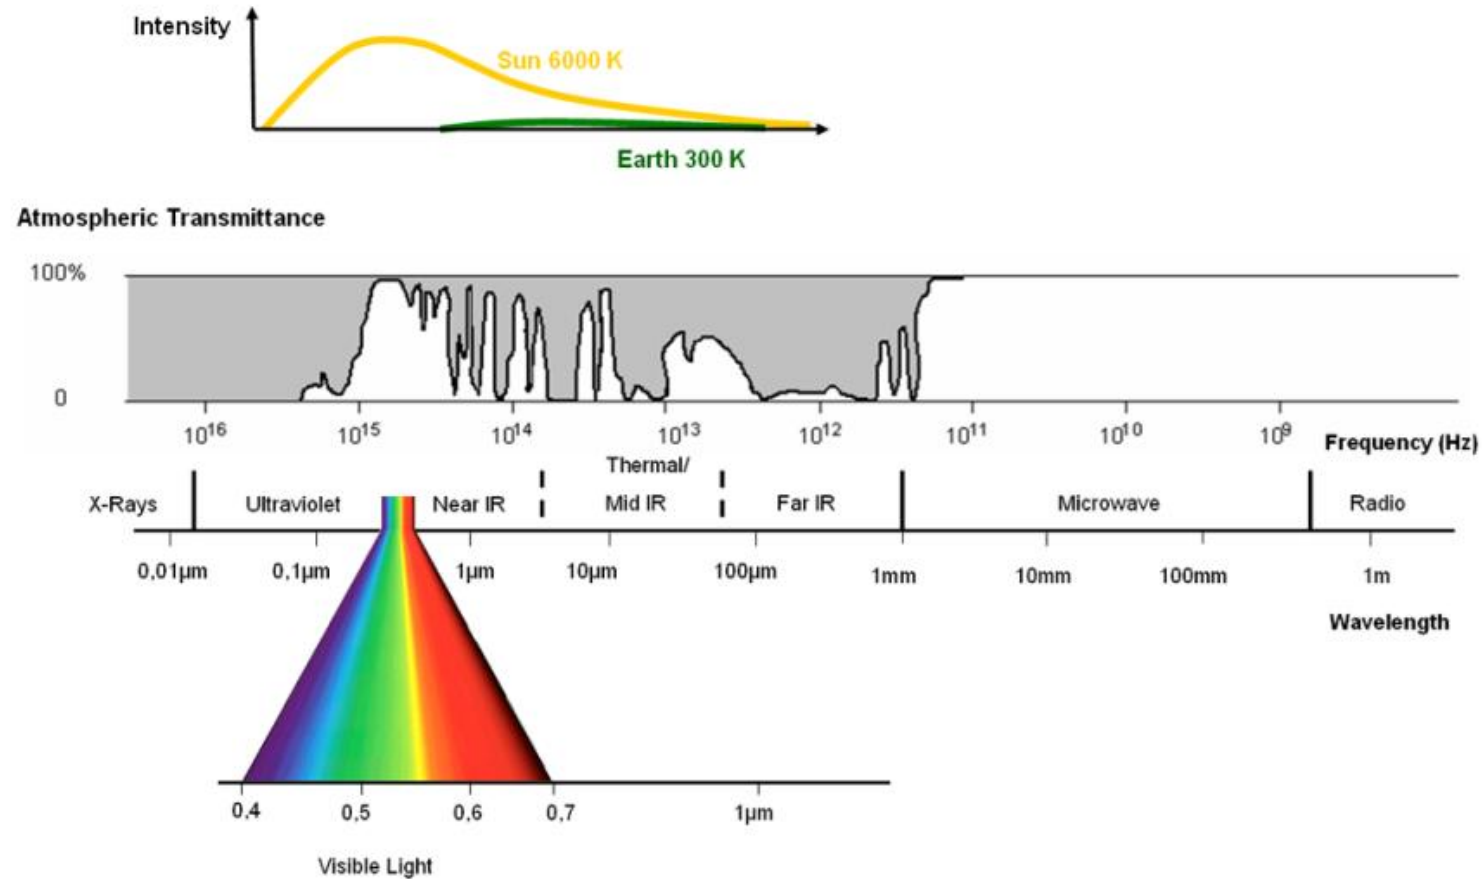 Intensity
Sun 6000 K
Earth 300 K
Atmospheric Transmittance
100%
0
10¹⁶ 10¹⁵ 10¹⁴ 10¹³ 10¹² 10¹¹ 10¹⁰ 10⁹ Frequency (Hz)
Thermal/
X-Rays Ultraviolet Near IR Mid IR Far IR Microwave Radio
0,01µm 0,1µm 1µm 10µm 100µm 1mm 10mm 100mm 1m
Wavelength
0,4 0,5 0,6 0,7 1µm
Visible Light